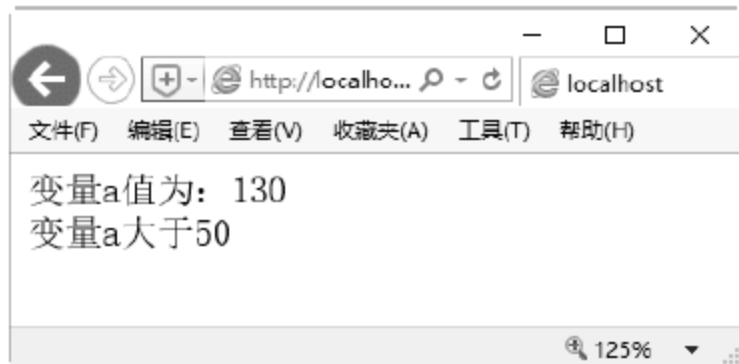 http://localho...
localhost
文件(F) 编辑(E) 查看(V) 收藏夹(A) 工具(T) 帮助(H)
变量a值为：130
变量a大于50
125%